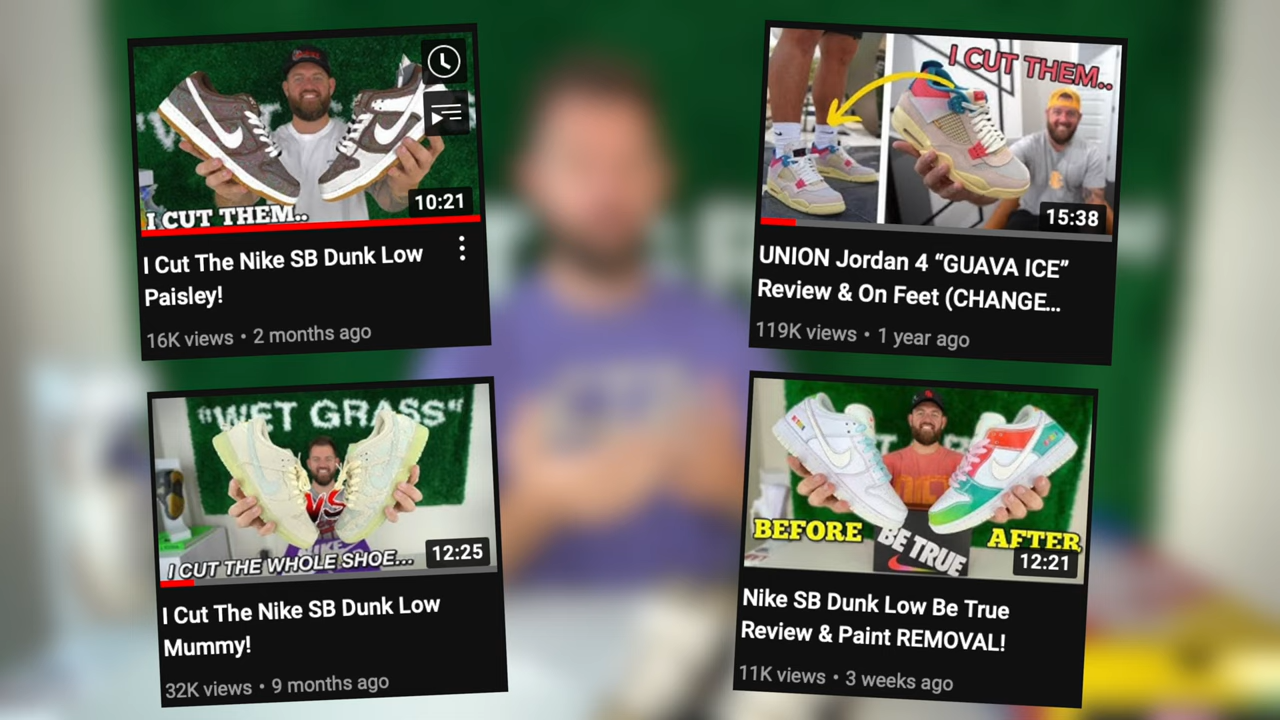 I CUT THEM..
10:21
I Cut The Nike SB Dunk Low
Paisley!
16K views • 2 months ago
I CUT THEM..
15:38
UNION Jordan 4 “GUAVA ICE”
Review & On Feet (CHANGE...
119K views • 1 year ago
"WET GRASS"
VS
I CUT THE WHOLE SHOE...
12:25
I Cut The Nike SB Dunk Low
Mummy!
32K views • 9 months ago
BEFORE
AFTER
BE TRUE
12:21
Nike SB Dunk Low Be True
Review & Paint REMOVAL!
11K views • 3 weeks ago